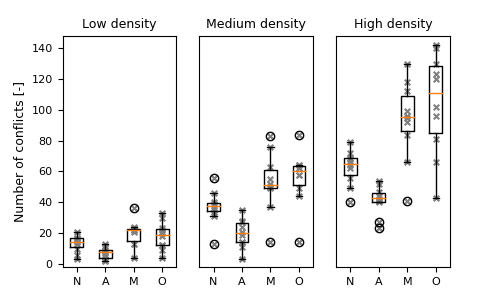 Low density
Medium density
High density
Number of conflicts [-]
140
120
100
80
60
40
20
0
N A M O
N A M O
N A M O